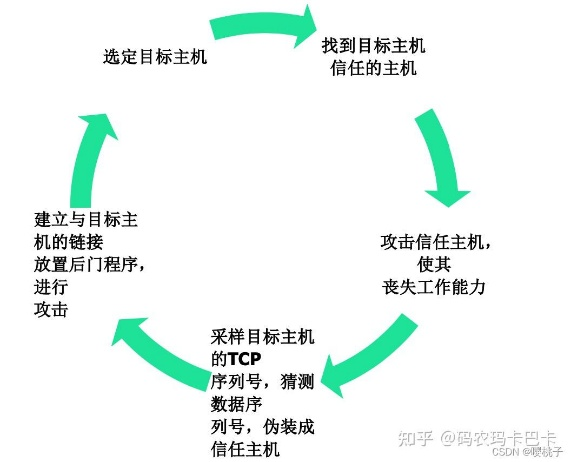 选定目标主机
找到目标主机
信任的主机
攻击信任主机，
使其
丧失工作能力
采样目标主机
的TCP
序列号，猜测
数据序
列号，伪装成
信任主机
建立与目标主
机的链接
放置后门程序，
进行
攻击
知乎 @码农玛卡巴卡
CSDN @嘤桃子